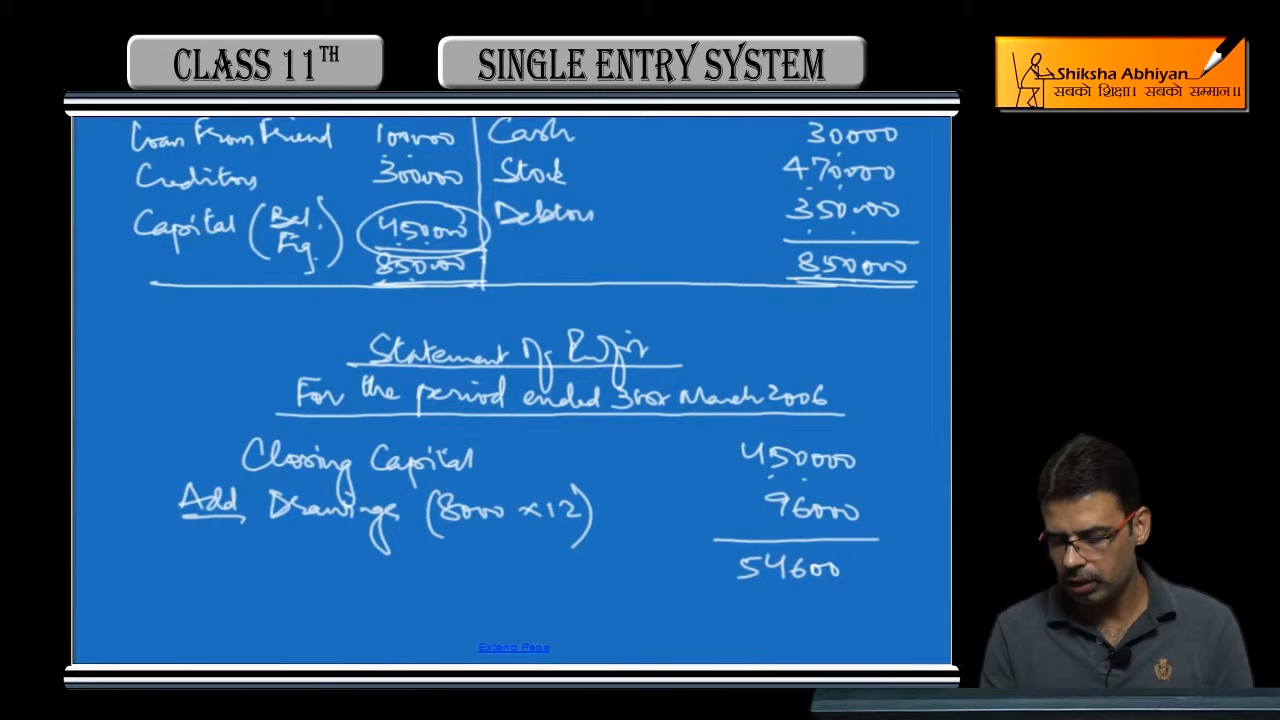 CLASS 11TH
SINGLE ENTRY SYSTEM
Shiksha Abhiyan
सबको शिक्षा। सबको सम्मान॥
Loan From Friend 100000 Cash 30000
Creditors 300000 Stock 470000
Capital (Bal. Fig.) 450000 Debtors 350000
850000 850000
Statement of Profit
For the period ended 31st March 2006
Closing Capital 450000
Add Drawings (8000 × 12) 96000
54600
Extend Page